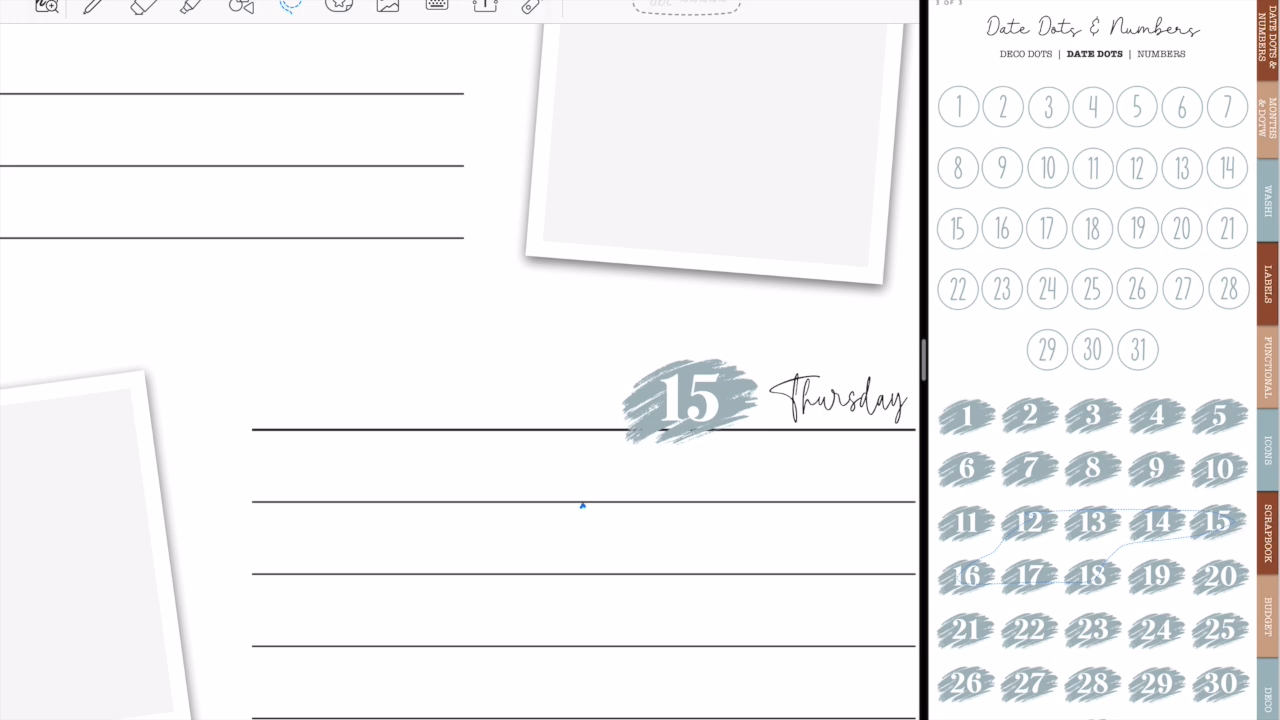 abc
15 Thursday
3 OF 3
Date Dots & Numbers
DECO DOTS | DATE DOTS | NUMBERS
1 2 3 4 5 6 7
8 9 10 11 12 13 14
15 16 17 18 19 20 21
22 23 24 25 26 27 28
29 30 31
1 2 3 4 5
6 7 8 9 10
11 12 13 14 15
16 17 18 19 20
21 22 23 24 25
26 27 28 29 30
DATE DOTS &
NUMBERS
MONTHS
& DOTW
WASHI
LABELS
FUNCTIONAL
ICONS
SCRAPBOOK
BUDGET
DECO